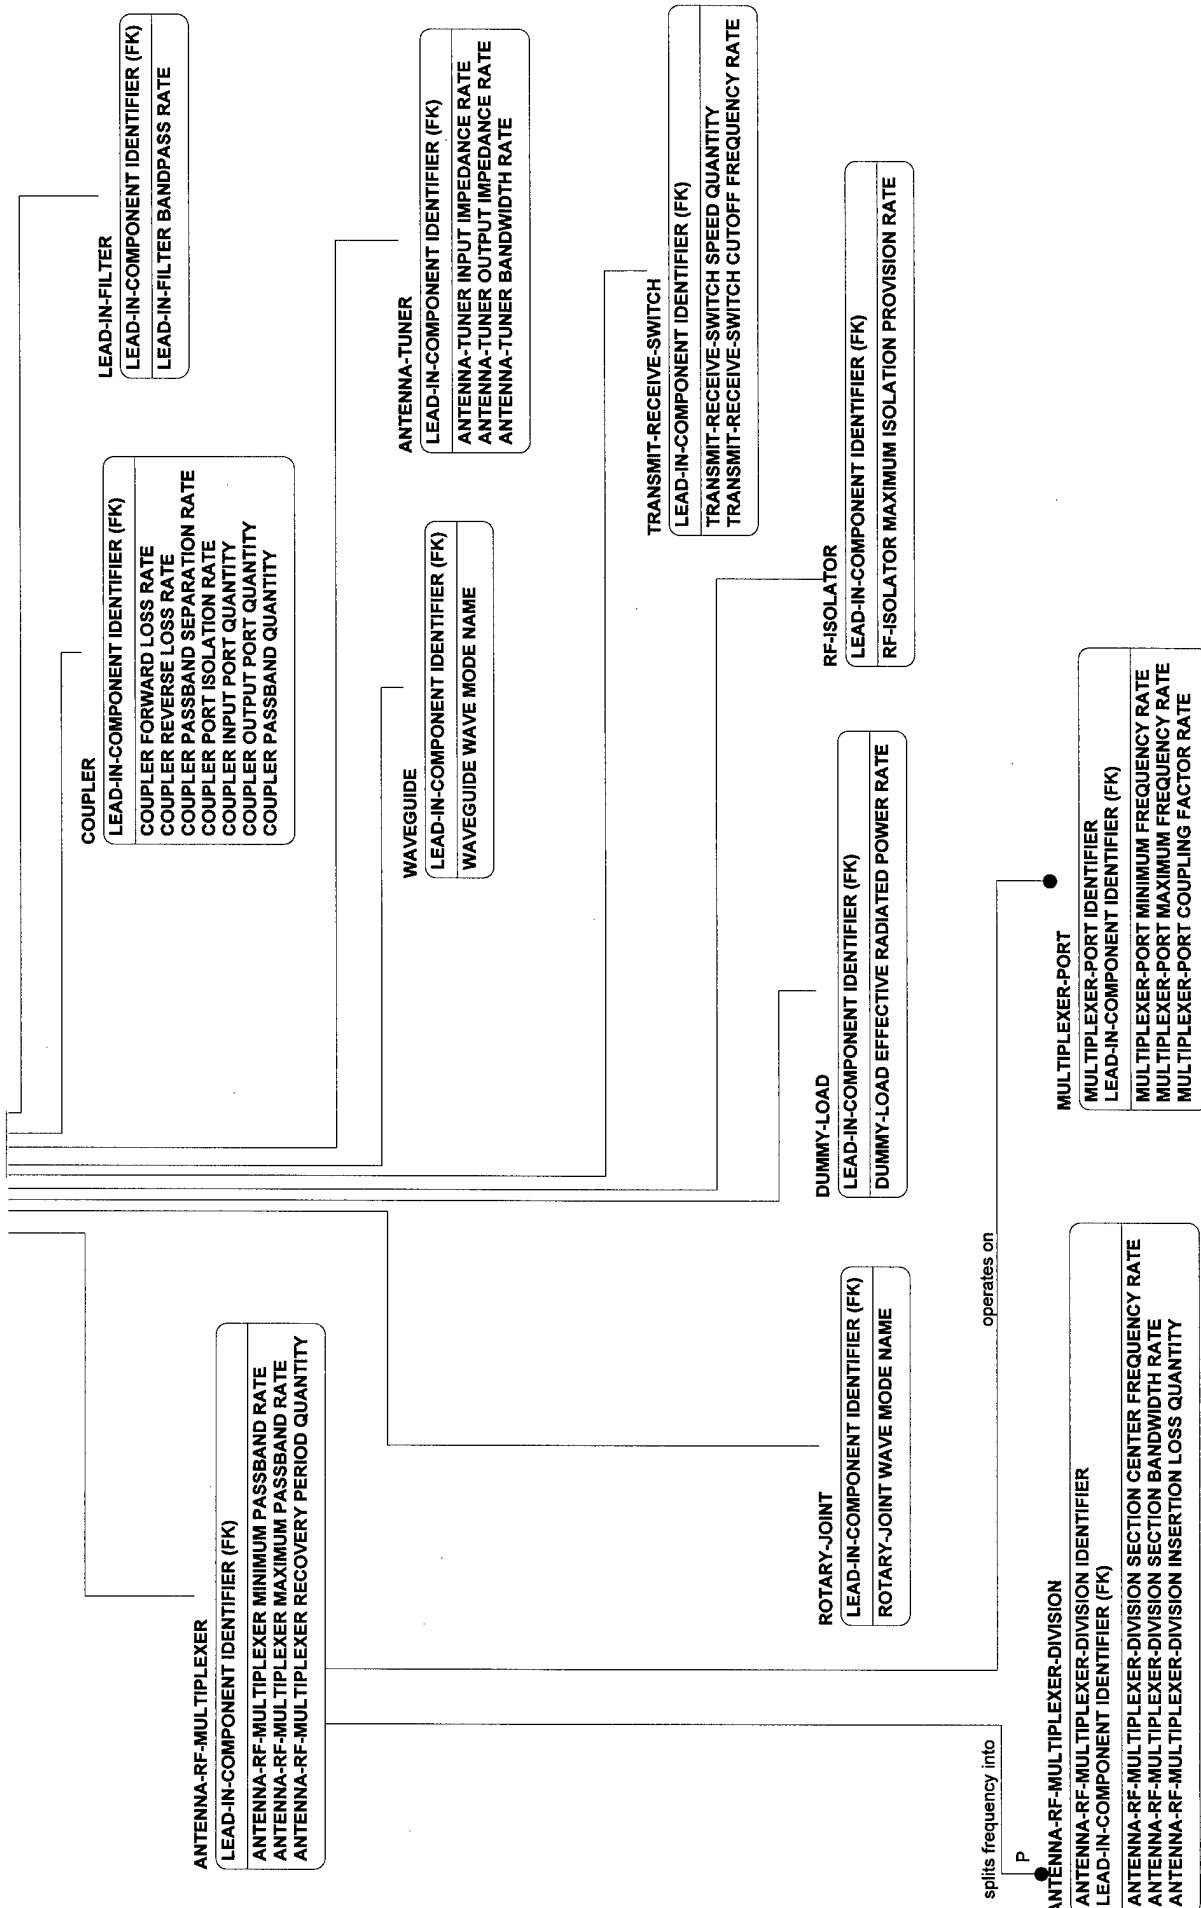 LEAD-IN-FILTER
LEAD-IN-COMPONENT IDENTIFIER (FK)
LEAD-IN-FILTER BANDPASS RATE
COUPLER
LEAD-IN-COMPONENT IDENTIFIER (FK)
COUPLER FORWARD LOSS RATE
COUPLER REVERSE LOSS RATE
COUPLER PASSBAND SEPARATION RATE
COUPLER PORT ISOLATION RATE
COUPLER INPUT PORT QUANTITY
COUPLER OUTPUT PORT QUANTITY
COUPLER PASSBAND QUANTITY
ANTENNA-RF-MULTIPLEXER
LEAD-IN-COMPONENT IDENTIFIER (FK)
ANTENNA-RF-MULTIPLEXER MINIMUM PASSBAND RATE
ANTENNA-RF-MULTIPLEXER MAXIMUM PASSBAND RATE
ANTENNA-RF-MULTIPLEXER RECOVERY PERIOD QUANTITY
ANTENNA-TUNER
LEAD-IN-COMPONENT IDENTIFIER (FK)
ANTENNA-TUNER INPUT IMPEDANCE RATE
ANTENNA-TUNER OUTPUT IMPEDANCE RATE
ANTENNA-TUNER BANDWIDTH RATE
WAVEGUIDE
LEAD-IN-COMPONENT IDENTIFIER (FK)
WAVEGUIDE WAVE MODE NAME
TRANSMIT-RECEIVE-SWITCH
LEAD-IN-COMPONENT IDENTIFIER (FK)
TRANSMIT-RECEIVE-SWITCH SPEED QUANTITY
TRANSMIT-RECEIVE-SWITCH CUTOFF FREQUENCY RATE
RF-ISOLATOR
LEAD-IN-COMPONENT IDENTIFIER (FK)
RF-ISOLATOR MAXIMUM ISOLATION PROVISION RATE
DUMMY-LOAD
LEAD-IN-COMPONENT IDENTIFIER (FK)
DUMMY-LOAD EFFECTIVE RADIATED POWER RATE
ROTARY-JOINT
LEAD-IN-COMPONENT IDENTIFIER (FK)
ROTARY-JOINT WAVE MODE NAME
splits frequency into
P
operates on
ANTENNA-RF-MULTIPLEXER-DIVISION
ANTENNA-RF-MULTIPLEXER-DIVISION IDENTIFIER
LEAD-IN-COMPONENT IDENTIFIER (FK)
ANTENNA-RF-MULTIPLEXER-DIVISION SECTION CENTER FREQUENCY RATE
ANTENNA-RF-MULTIPLEXER-DIVISION SECTION BANDWIDTH RATE
ANTENNA-RF-MULTIPLEXER-DIVISION INSERTION LOSS QUANTITY
MULTIPLEXER-PORT
MULTIPLEXER-PORT IDENTIFIER
LEAD-IN-COMPONENT IDENTIFIER (FK)
MULTIPLEXER-PORT MINIMUM FREQUENCY RATE
MULTIPLEXER-PORT MAXIMUM FREQUENCY RATE
MULTIPLEXER-PORT COUPLING FACTOR RATE